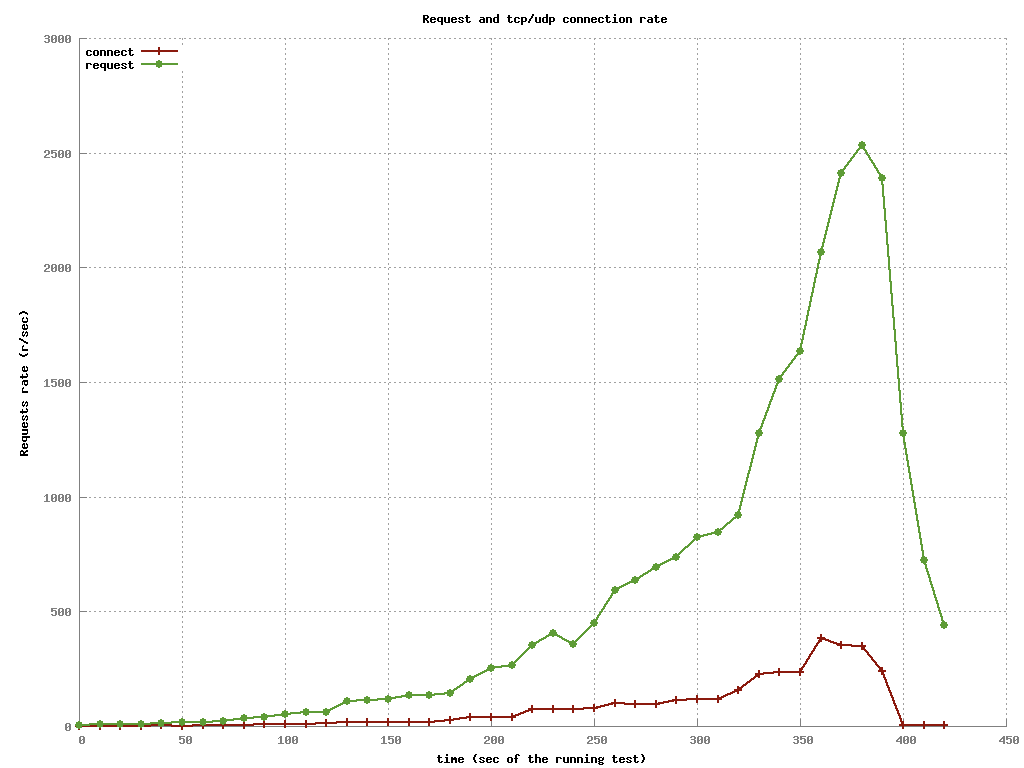 Request and tcp/udp connection rate
3000
connect
request
2500
2000
1500
1000
500
0
Requests rate (r/sec)
0 50 100 150 200 250 300 350 400 450
time (sec of the running test)